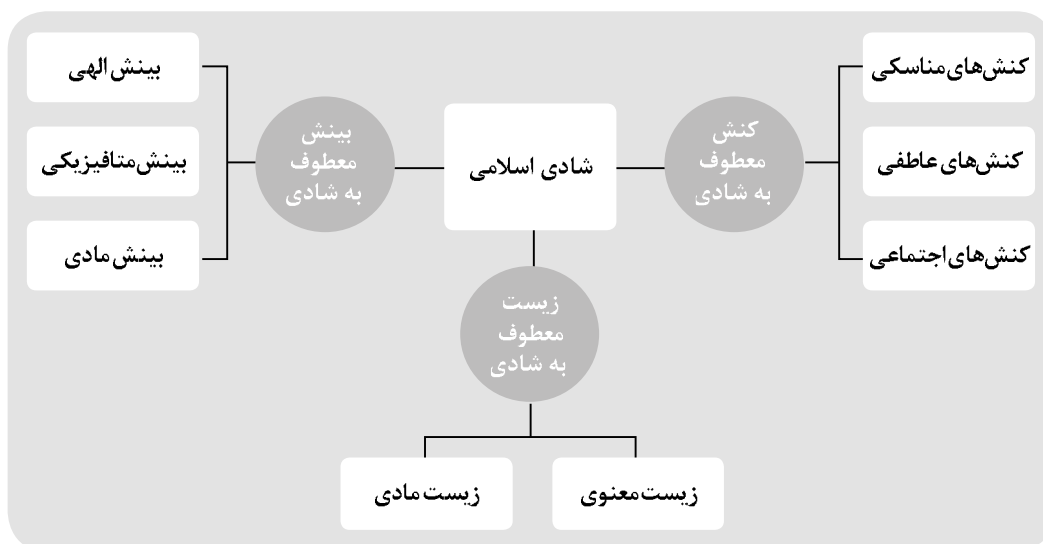 کنش‌های مناسکی
کنش‌های عاطفی
کنش‌های اجتماعی
کنش
معطوف
به شادی
شادی اسلامی
بینش
معطوف
به شادی
بینش الهی
بینش متافیزیکی
بینش مادی
زیست
معطوف
به شادی
زیست معنوی
زیست مادی